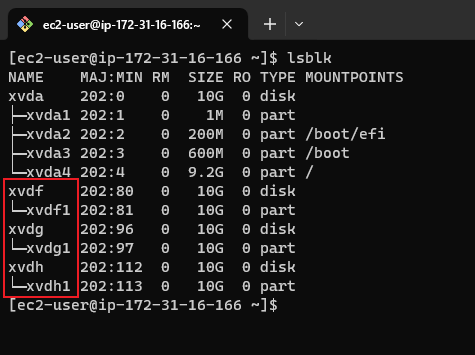 ec2-user@ip-172-31-16-166:~
[ec2-user@ip-172-31-16-166 ~]$ lsblk
NAME    MAJ:MIN RM  SIZE RO TYPE MOUNTPOINTS
xvda    202:0    0   10G  0 disk
├─xvda1 202:1    0    1M  0 part
├─xvda2 202:2    0  200M  0 part /boot/efi
├─xvda3 202:3    0  600M  0 part /boot
└─xvda4 202:4    0  9.2G  0 part /
xvdf    202:80   0   10G  0 disk
└─xvdf1 202:81   0   10G  0 part
xvdg    202:96   0   10G  0 disk
└─xvdg1 202:97   0   10G  0 part
xvdh    202:112  0   10G  0 disk
└─xvdh1 202:113  0   10G  0 part
[ec2-user@ip-172-31-16-166 ~]$